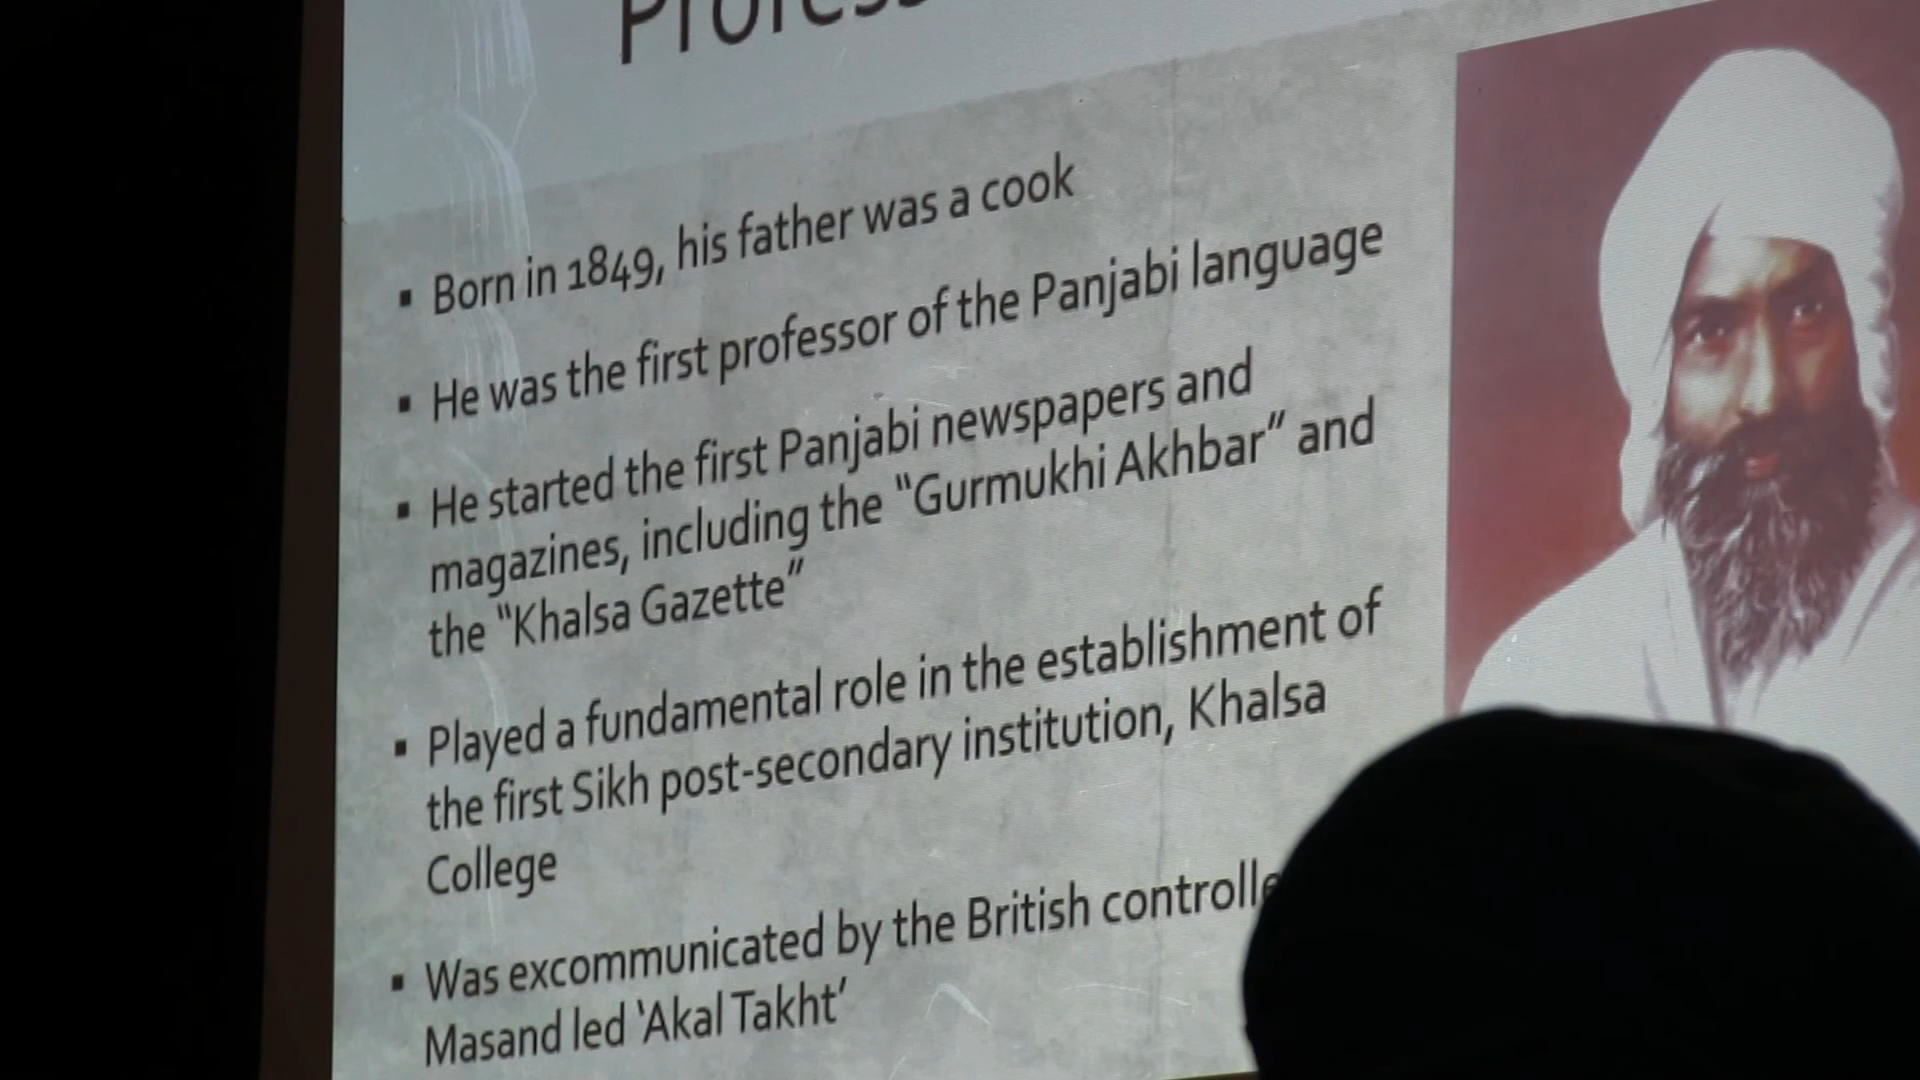 ▪ Born in 1849, his father was a cook
▪ He was the first professor of the Panjabi language
▪ He started the first Panjabi newspapers and
magazines, including the “Gurmukhi Akhbar” and
the “Khalsa Gazette”
▪ Played a fundamental role in the establishment of
the first Sikh post-secondary institution, Khalsa
College
▪ Was excommunicated by the British
Masand led ‘Akal Takht’